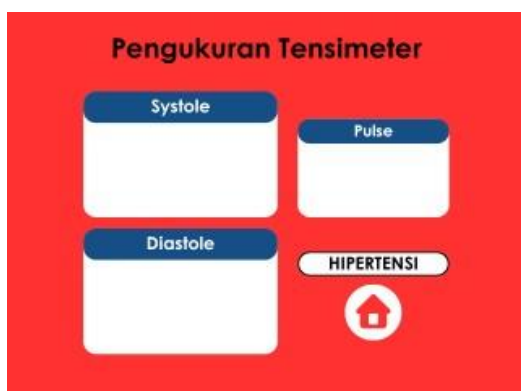 Pengukuran Tensimeter
Systole
Pulse
Diastole
HIPERTENSI